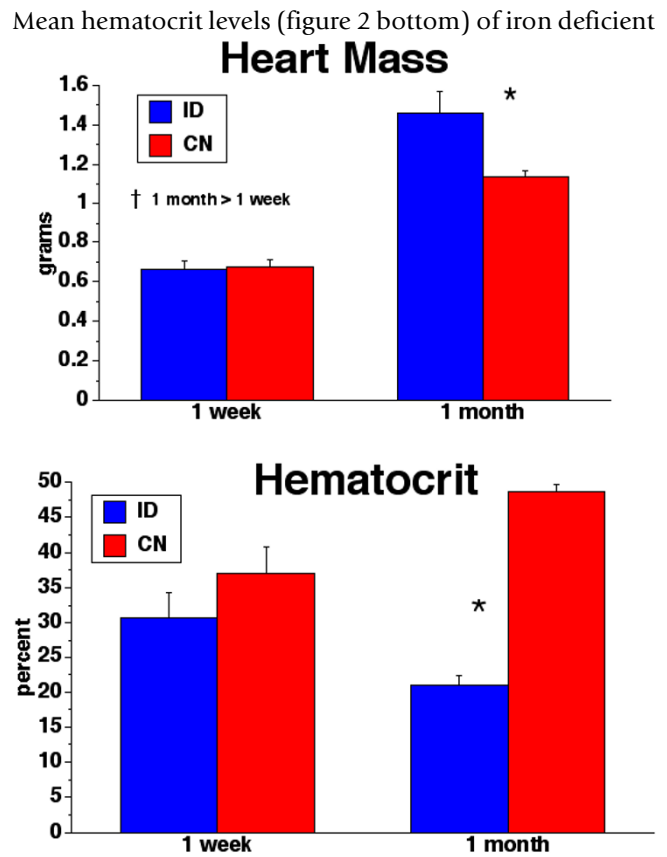 Mean hematocrit levels (figure 2 bottom) of iron deficient
Heart Mass
1.6
1.4
1.2
1
0.8
0.6
0.4
0.2
0
grams
ID
CN
† 1 month > 1 week
*
1 week
1 month
Hematocrit
50
45
40
35
30
25
20
15
10
5
0
percent
ID
CN
*
1 week
1 month